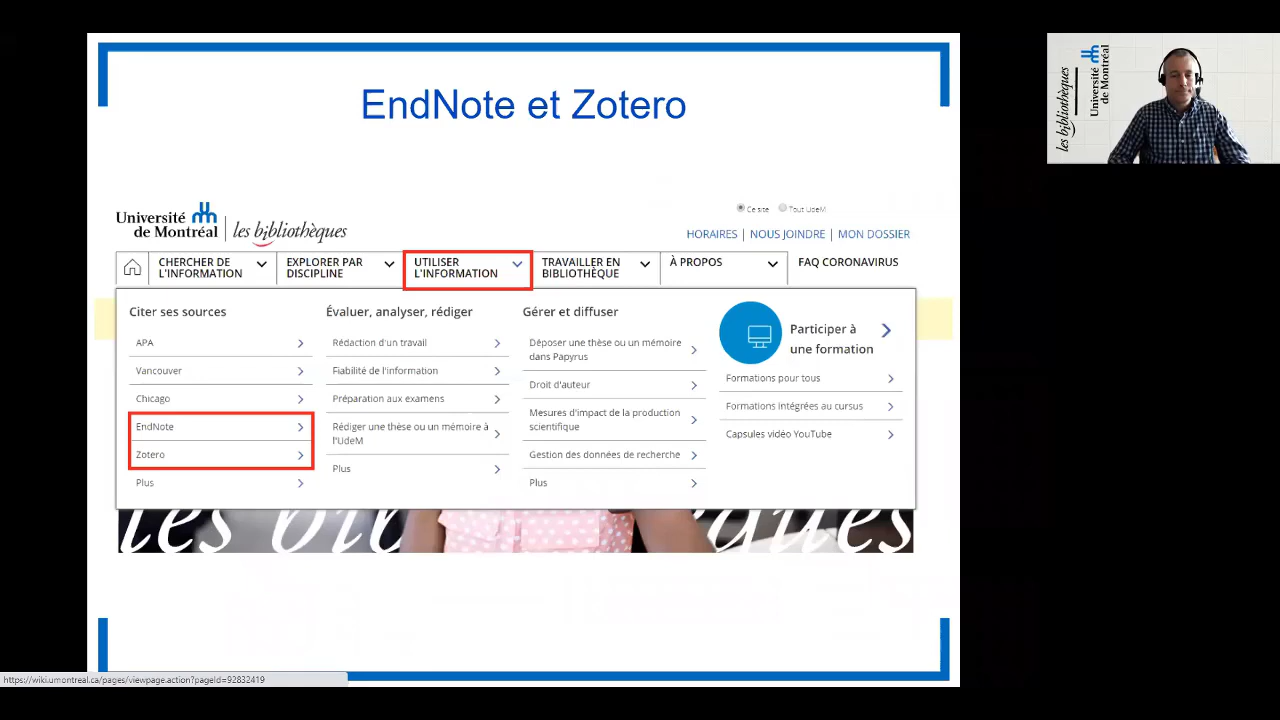 EndNote et Zotero
Université
de Montréal
les bibliothèques
Ce site
Tout UdeM
HORAIRES | NOUS JOINDRE | MON DOSSIER
CHERCHER DE
L'INFORMATION
EXPLORER PAR
DISCIPLINE
UTILISER
L'INFORMATION
TRAVAILLER EN
BIBLIOTHÈQUE
À PROPOS
FAQ CORONAVIRUS
Citer ses sources
APA
Vancouver
Chicago
EndNote
Zotero
Plus
Évaluer, analyser, rédiger
Rédaction d'un travail
Fiabilité de l'information
Préparation aux examens
Rédiger une thèse ou un mémoire à
l'UdeM
Plus
Gérer et diffuser
Déposer une thèse ou un mémoire
dans Papyrus
Droit d'auteur
Mesures d'impact de la production
scientifique
Gestion des données de recherche
Plus
Participer à
une formation
Formations pour tous
Formations intégrées au cursus
Capsules vidéo YouTube
https://wiki.umontreal.ca/pages/viewpage.action?pageId=92832419
les bibliothèques
Université
de Montréal